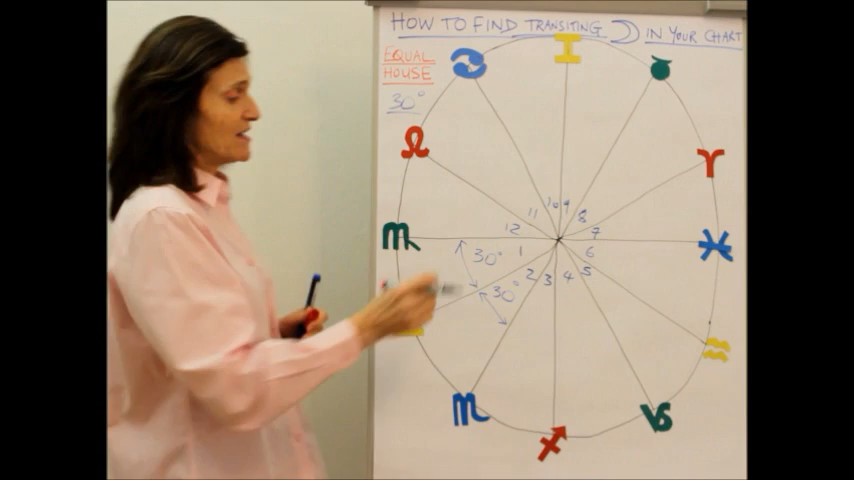 HOW TO FIND TRANSITING ☽ IN YOUR CHART
EQUAL
HOUSE
30°
♋ ♊ ♉
♌ ♈
10 9
11 8
12 7
♍ ♓
1 30° 6
2 3 4 5
30°
♒
♏ ♐ ♑